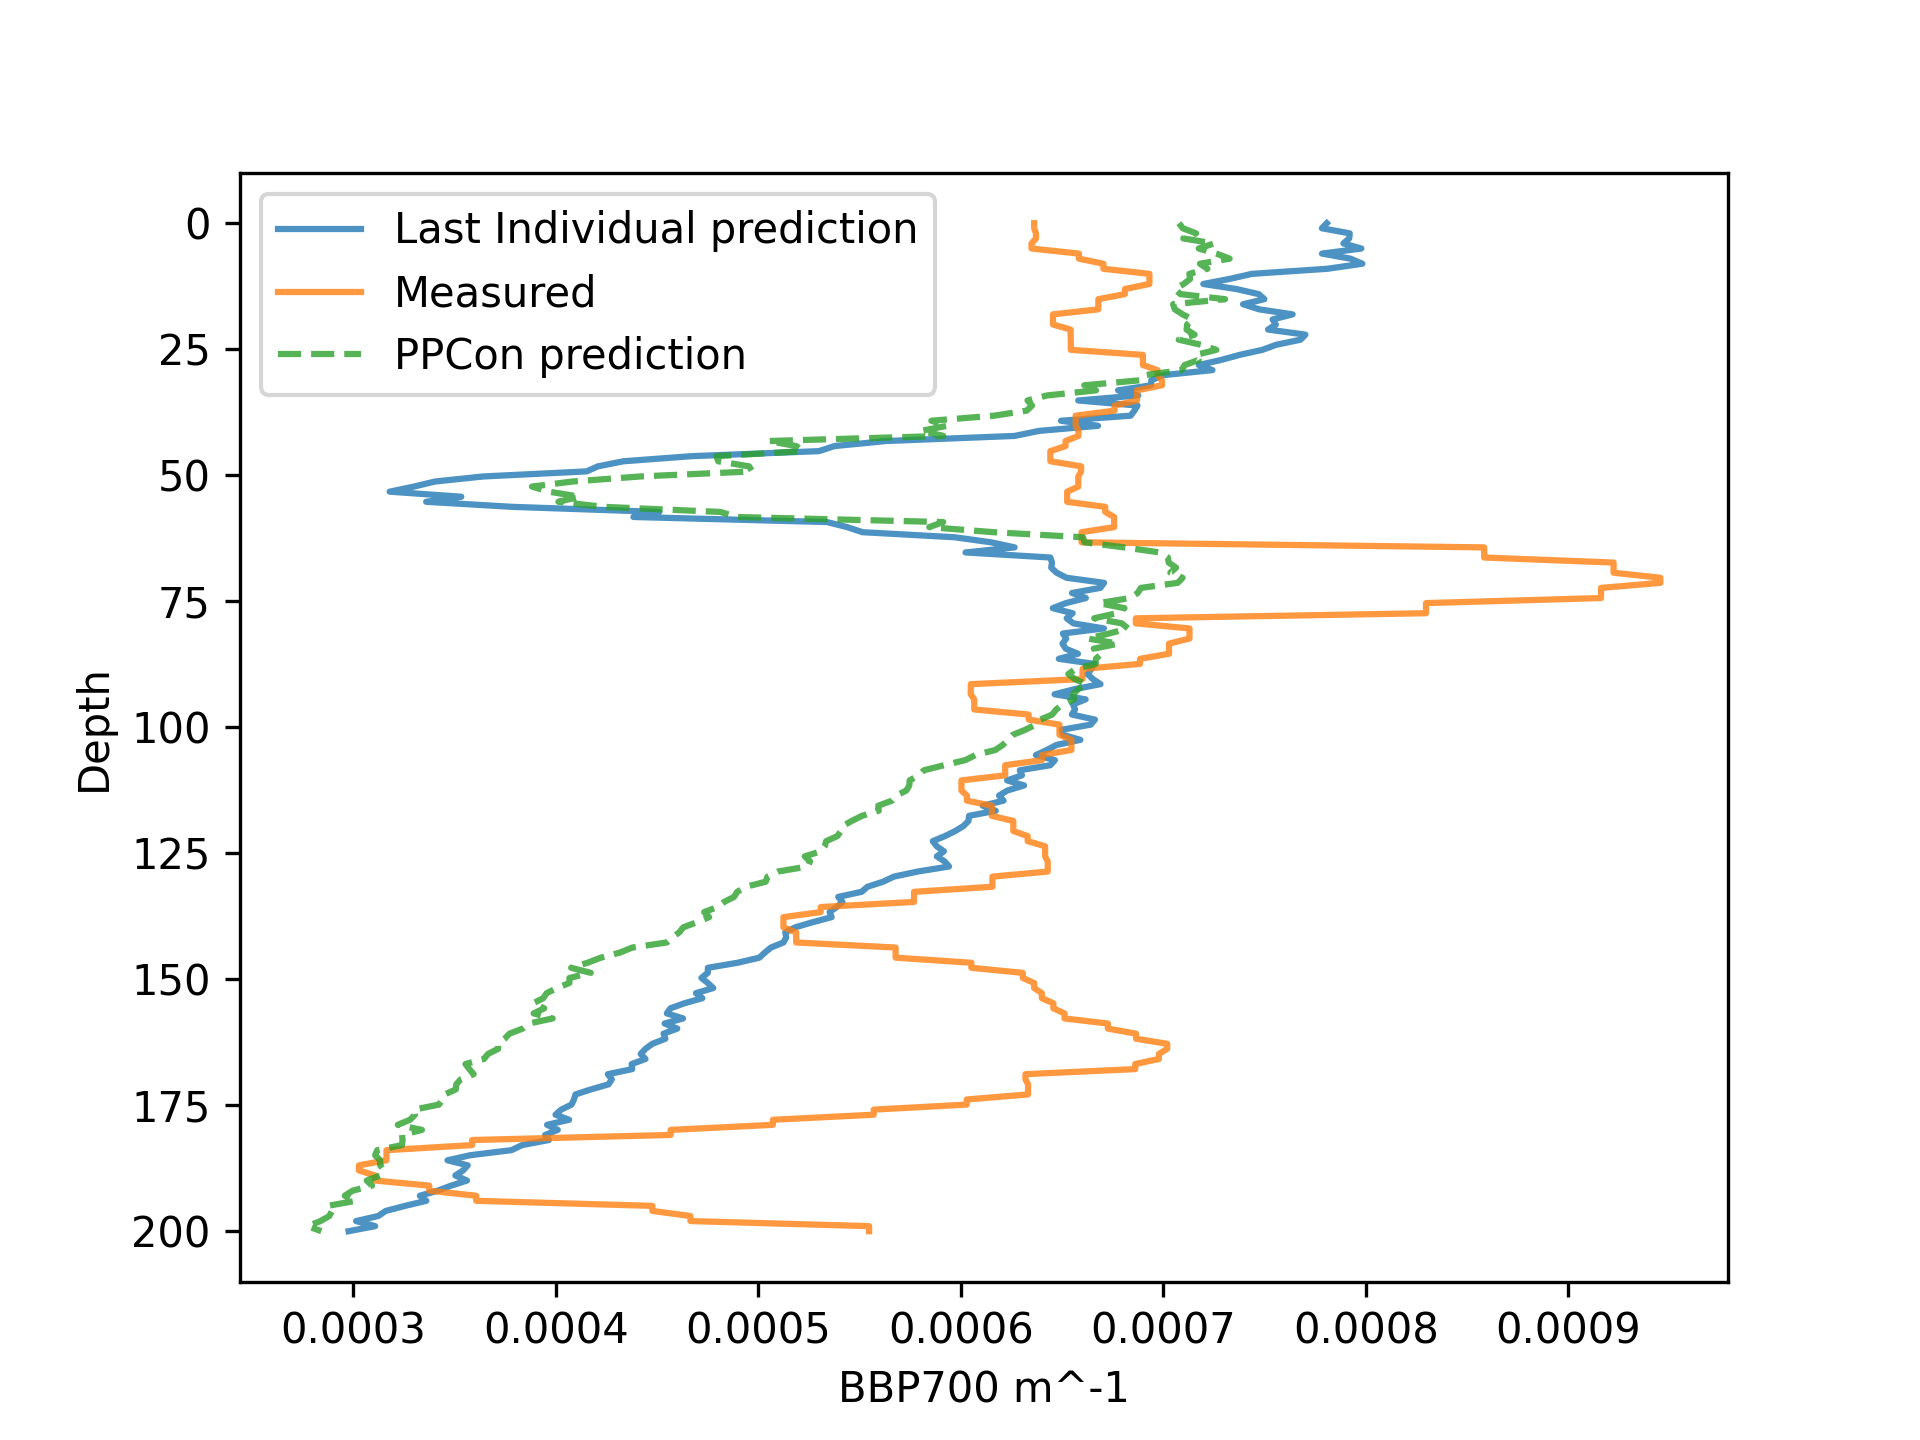 Last Individual prediction
Measured
PPCon prediction
0
25
50
75
100
125
150
175
200
Depth
0.0003 0.0004 0.0005 0.0006 0.0007 0.0008 0.0009
BBP700 m^-1